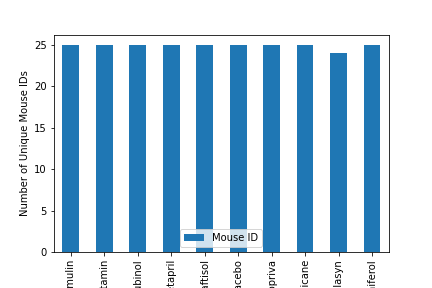 25
20
15
10
5
0
Number of Unique Mouse IDs
Mouse ID
mulin
tamin
ubinol
tapril
aftisol
acebo
opriva
icane
lasyn
iferol